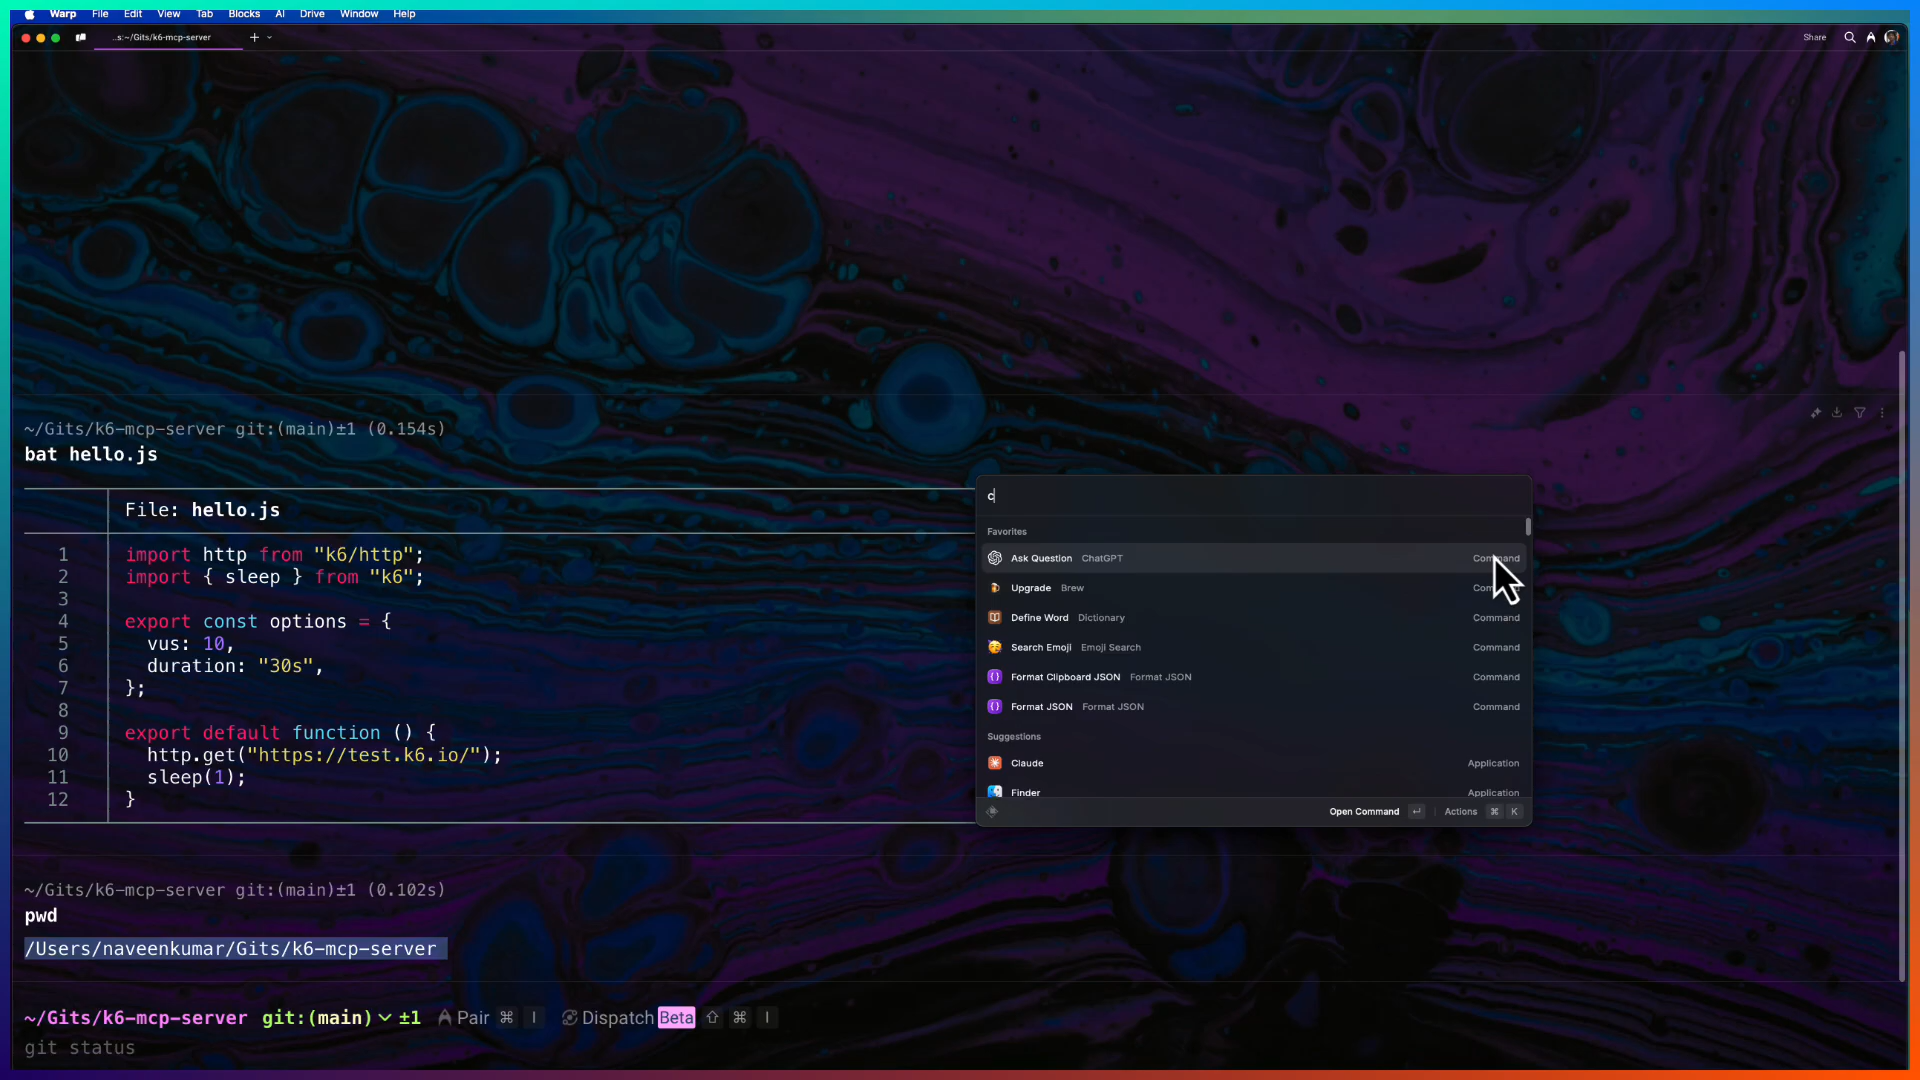 Warp File Edit View Tab Blocks AI Drive Window Help
..s:~/Gits/k6-mcp-server
Share
~/Gits/k6-mcp-server git:(main)±1 (0.154s)
bat hello.js
File: hello.js
1 import http from "k6/http";
2 import { sleep } from "k6";
3
4 export const options = {
5 vus: 10,
6 duration: "30s",
7 };
8
9 export default function () {
10 http.get("https://test.k6.io/");
11 sleep(1);
12 }
c
Favorites
Ask Question ChatGPT Command
Upgrade Brew
Define Word Dictionary Command
Search Emoji Emoji Search Command
Format Clipboard JSON Format JSON Command
Format JSON Format JSON Command
Suggestions
Claude Application
Finder Application
Open Command ↵ Actions ⌘ K
~/Gits/k6-mcp-server git:(main)±1 (0.102s)
pwd
/Users/naveenkumar/Gits/k6-mcp-server
~/Gits/k6-mcp-server git:(main) ±1 Pair ⌘ I Dispatch Beta ⇧ ⌘ I
git status